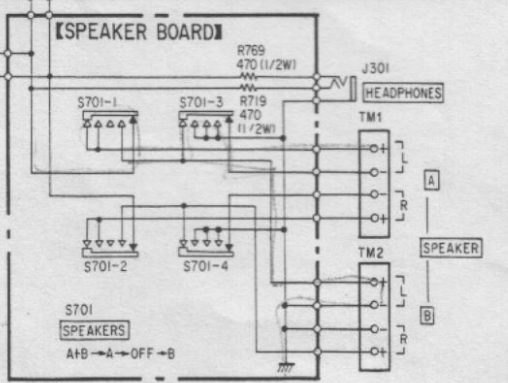 【SPEAKER BOARD】
R769
470 (1/2W)
J301
HEADPHONES
R719
470
(1/2W)
S701-1
S701-3
TM1
+
-
L
-
+
R
A
SPEAKER
S701-2
S701-4
TM2
+
-
L
-
+
R
B
S701
SPEAKERS
A+B→A→OFF→B